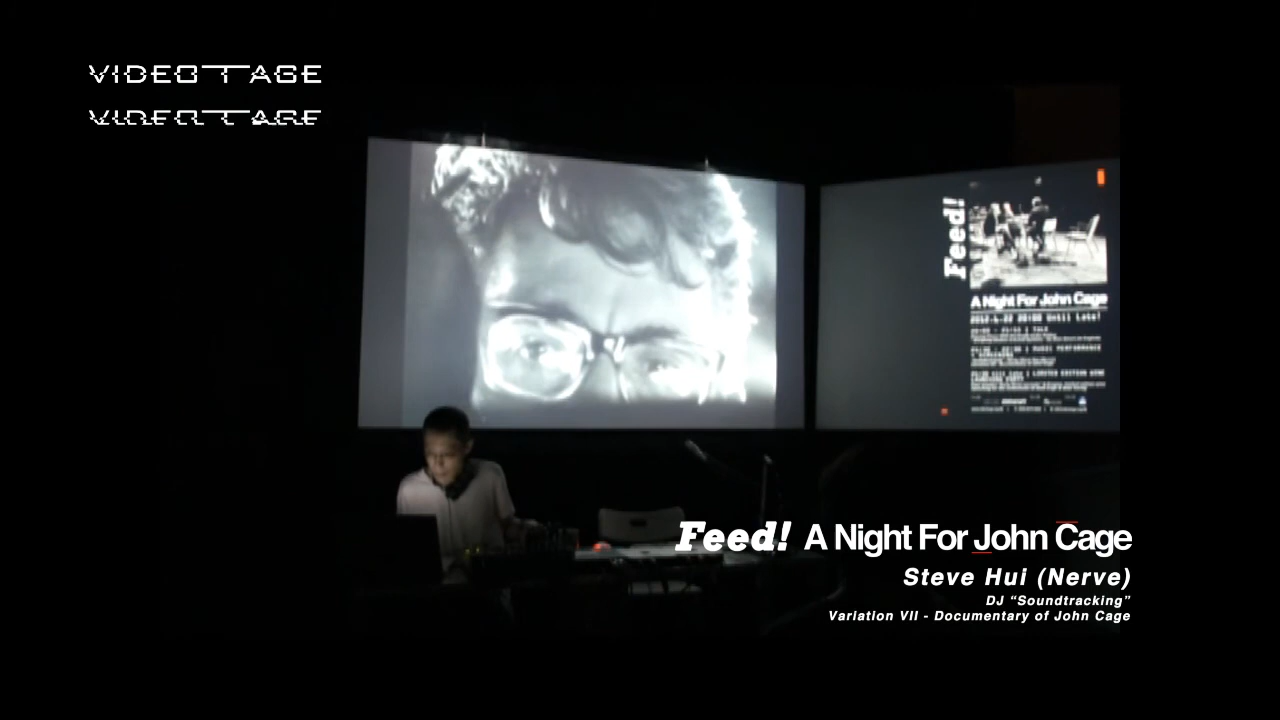 VIDEOTAGE
VIDEOTAGE
Feed!
A Night For John Cage
Feed! A Night For John Cage
Steve Hui (Nerve)
DJ “Soundtracking”
Variation VII - Documentary of John Cage